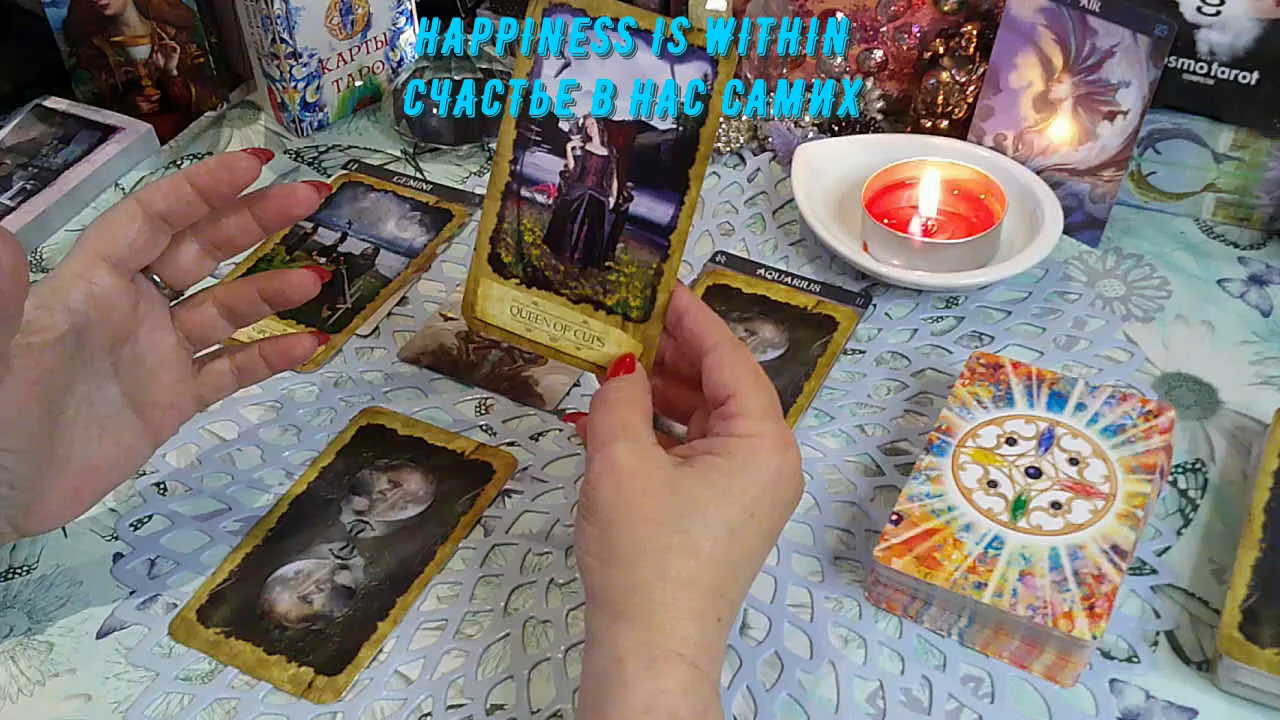 HAPPINESS IS WITHIN
СЧАСТЬЕ В НАС САМИХ
КАРТЫ
ТАРО
AIR
smo tarot
GEMINI
AQUARIUS
QUEEN OF CUPS